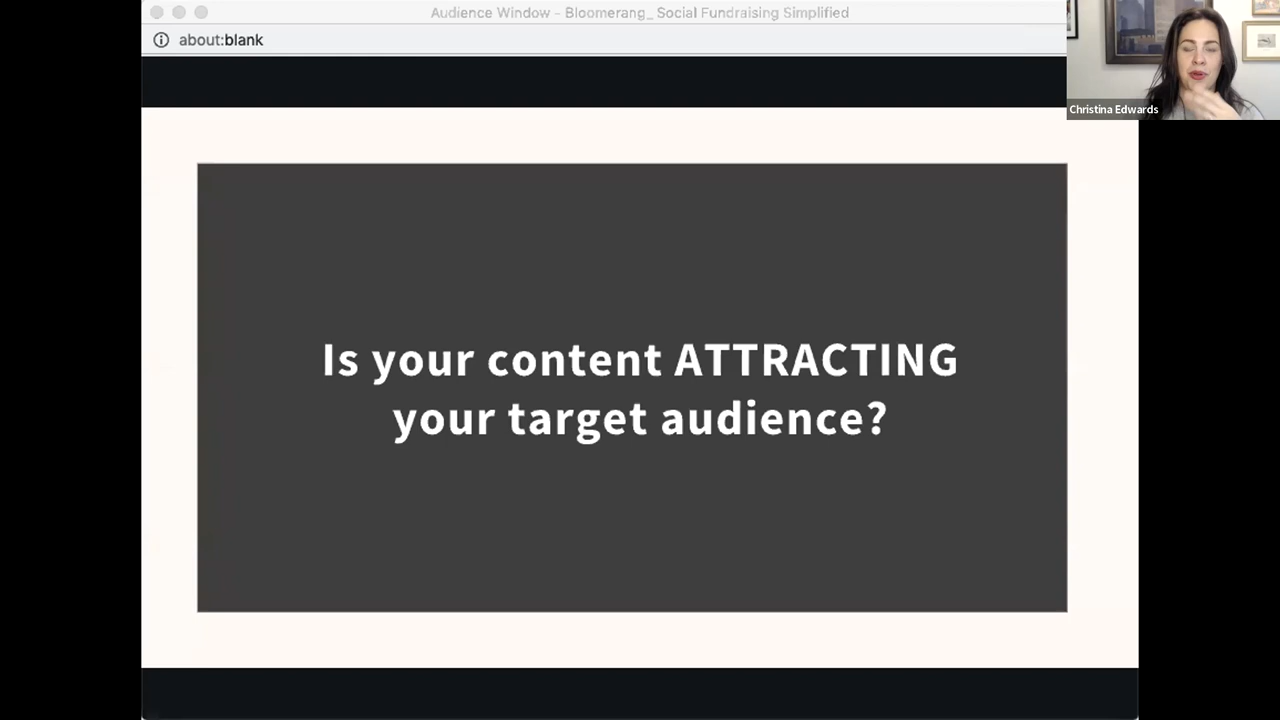 Audience Window - Bloomerang_ Social Fundraising Simplified
about:blank
Christina Edwards
Is your content ATTRACTING
your target audience?